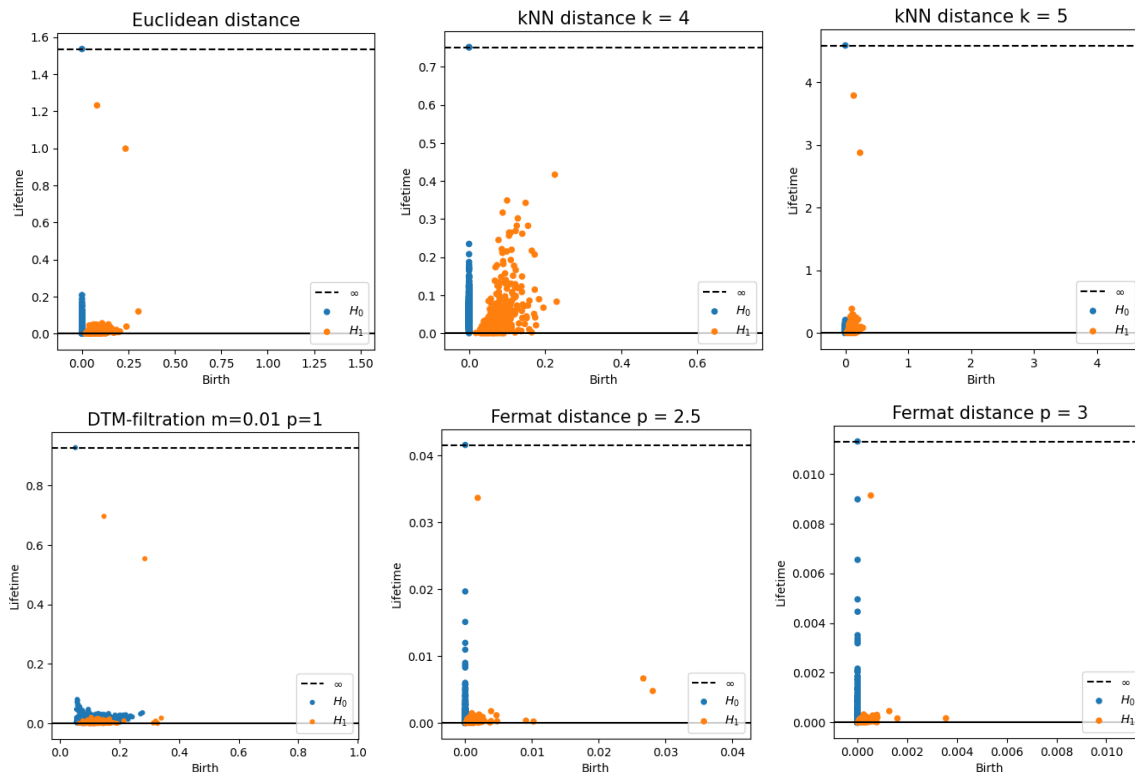 Euclidean distance
1.6
1.4
1.2
1.0
0.8
0.6
0.4
0.2
0.0
Lifetime
∞
H₀
H₁
0.00 0.25 0.50 0.75 1.00 1.25 1.50
Birth
kNN distance k = 4
0.7
0.6
0.5
0.4
0.3
0.2
0.1
0.0
Lifetime
∞
H₀
H₁
0.0 0.2 0.4 0.6
Birth
kNN distance k = 5
4
3
2
1
0
Lifetime
∞
H₀
H₁
0 1 2 3 4
Birth
DTM-filtration m=0.01 p=1
0.8
0.6
0.4
0.2
0.0
Lifetime
∞
H₀
H₁
0.0 0.2 0.4 0.6 0.8 1.0
Birth
Fermat distance p = 2.5
0.04
0.03
0.02
0.01
0.00
Lifetime
∞
H₀
H₁
0.00 0.01 0.02 0.03 0.04
Birth
Fermat distance p = 3
0.010
0.008
0.006
0.004
0.002
0.000
Lifetime
∞
H₀
H₁
0.000 0.002 0.004 0.006 0.008 0.010
Birth